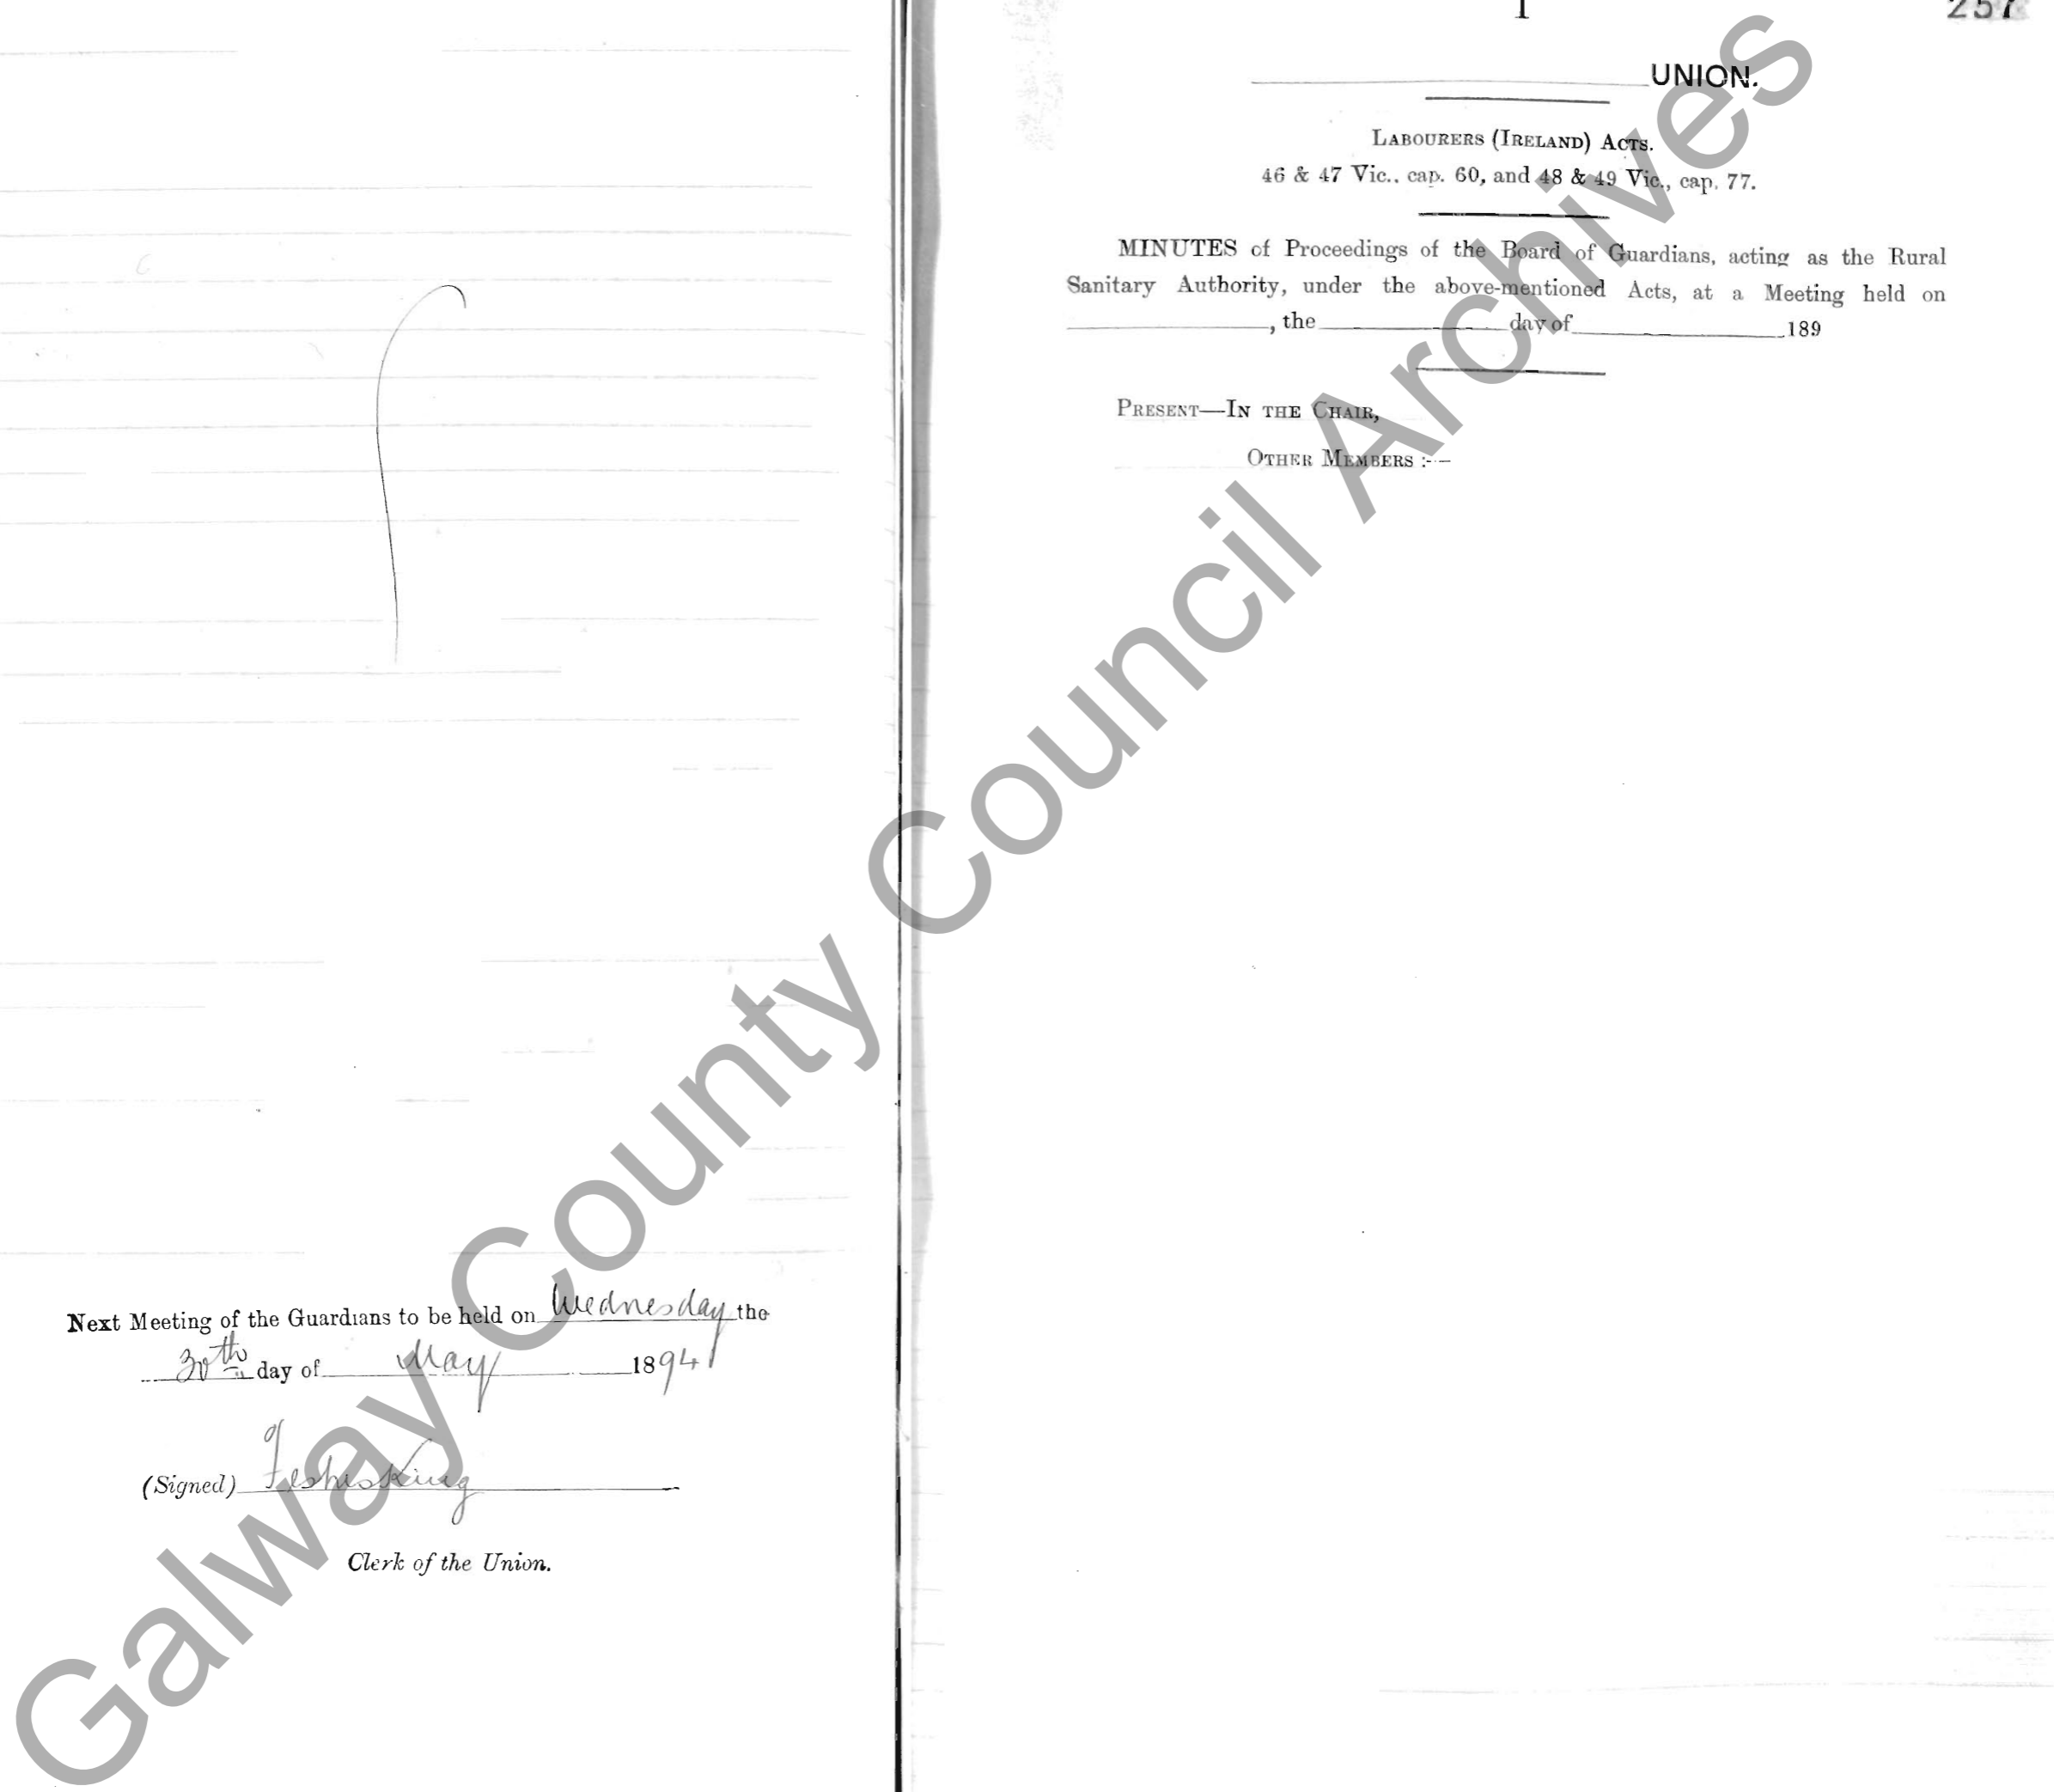 Next Meeting of the Guardians to be held on Wednesday the
30th day of May 1894
(Signed)
Clerk of the Union.
1
257
UNION.
LABOURERS (IRELAND) ACTS.
46 & 47 Vic., cap. 60, and 48 & 49 Vic., cap. 77.
MINUTES of Proceedings of the Board of Guardians, acting as the Rural
Sanitary Authority, under the above-mentioned Acts, at a Meeting held on
, the day of 189
PRESENT—IN THE CHAIR,
OTHER MEMBERS :—
Galway County Council Archives